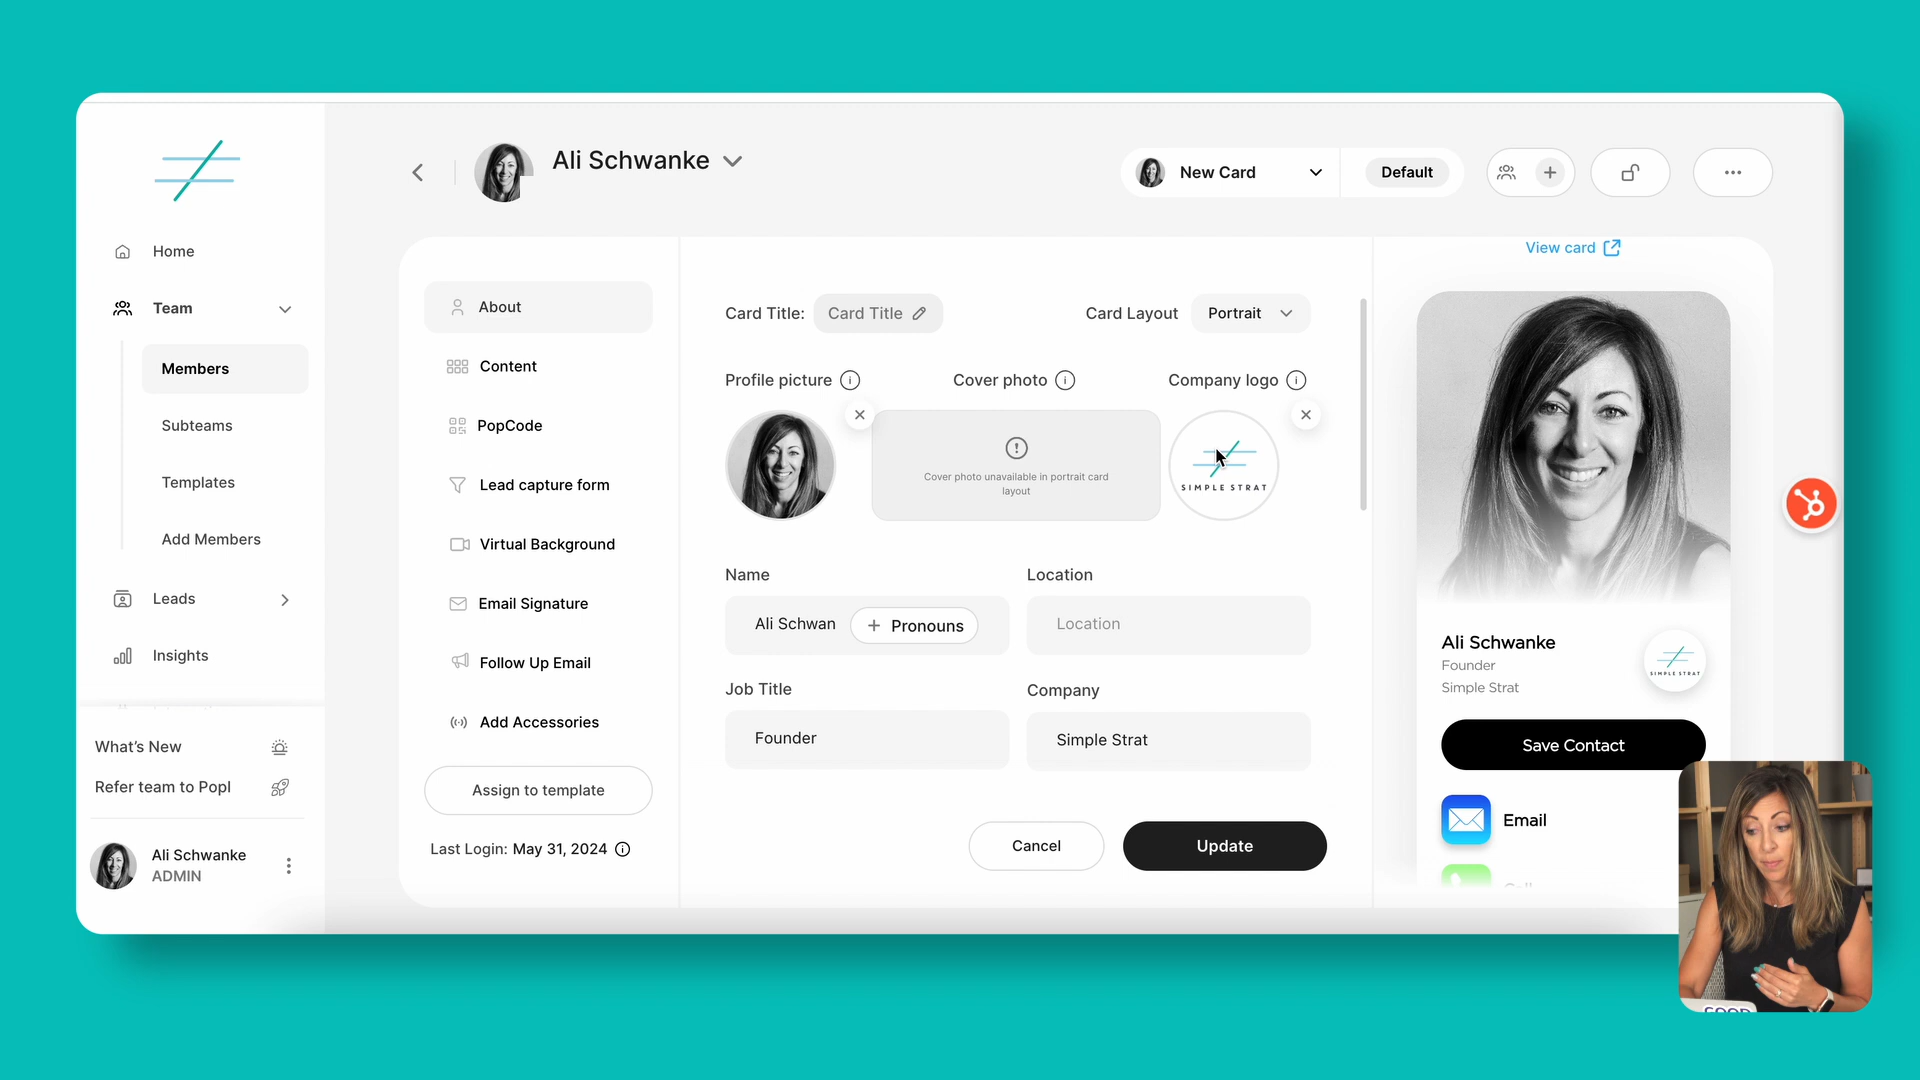 Home
Team
Members
Subteams
Templates
Add Members
Leads
Insights
What's New
Refer team to Popl
Ali Schwanke
ADMIN
Ali Schwanke
New Card
Default
About
Content
PopCode
Lead capture form
Virtual Background
Email Signature
Follow Up Email
Add Accessories
Assign to template
Last Login: May 31, 2024
Card Title: Card Title
Card Layout Portrait
Profile picture
Cover photo
Company logo
Cover photo unavailable in portrait card
layout
SIMPLE STRAT
Name
Location
Ali Schwan
+ Pronouns
Location
Job Title
Company
Founder
Simple Strat
Cancel
Update
View card
Ali Schwanke
Founder
Simple Strat
SIMPLE STRAT
Save Contact
Email